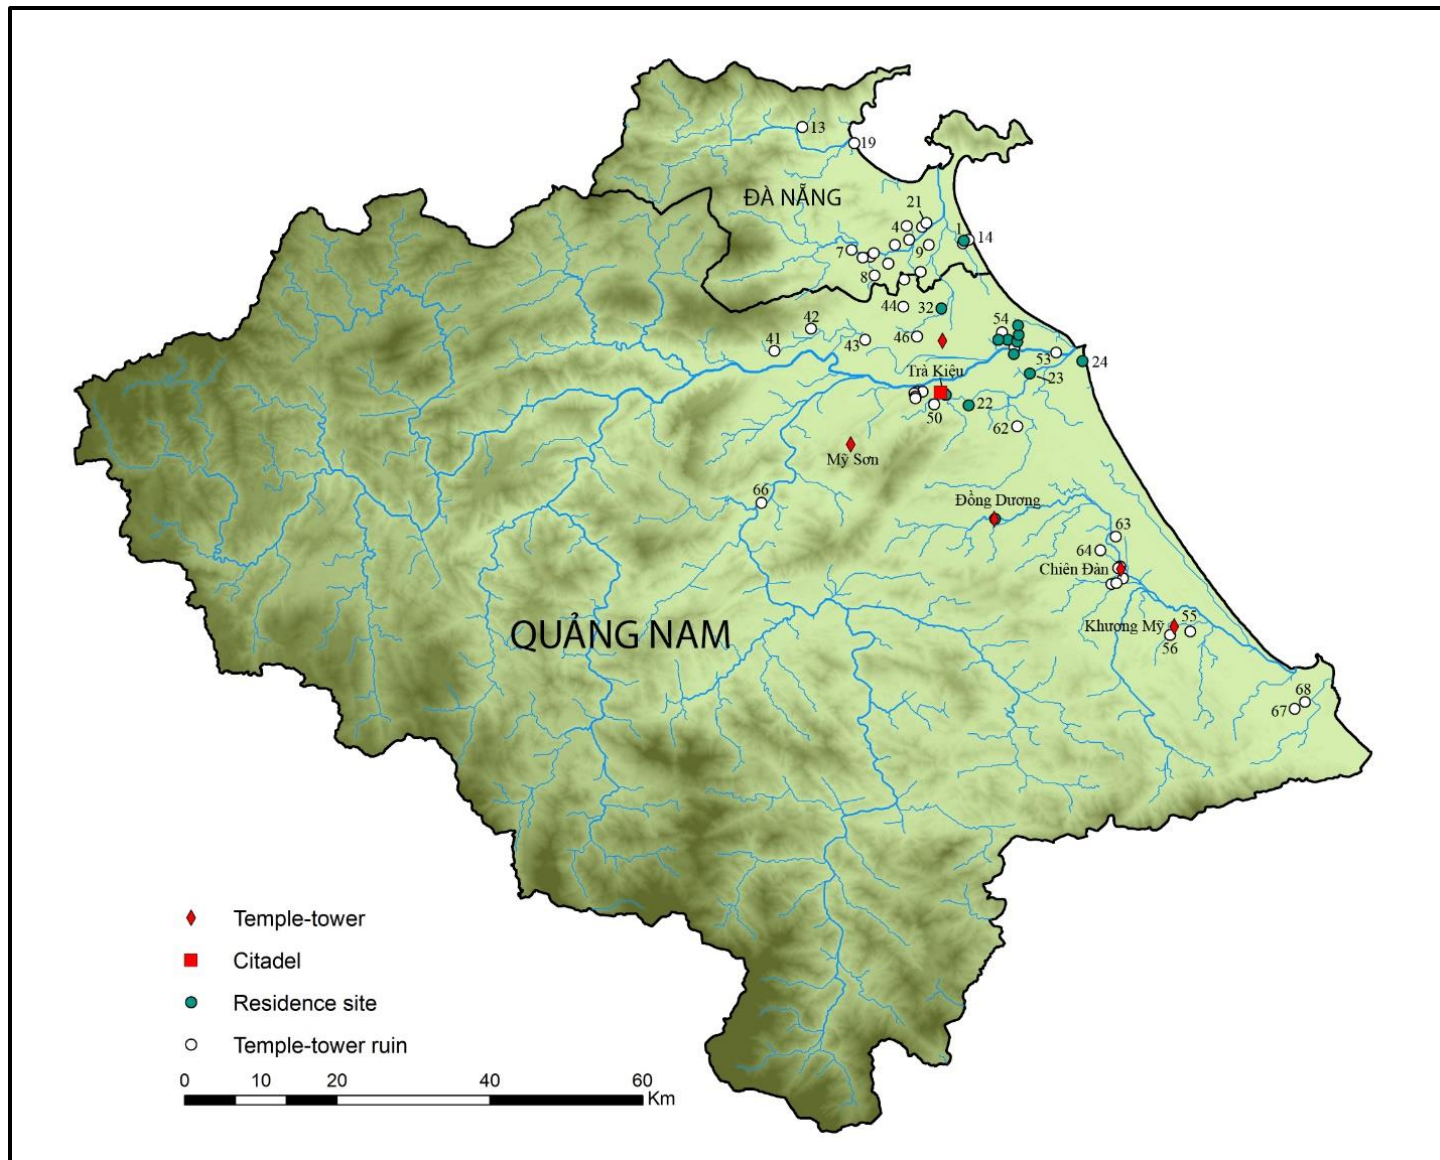 13
19
ĐÀ NẴNG
21
4
1
14
7
9
8
44
32
42
54
41
43
46
53
24
Trà Kiệu
23
50
22
62
Mỹ Sơn
66
Đồng Dương
63
64
Chiên Đàn
QUẢNG NAM
Khương Mỹ
55
56
68
67
Temple-tower
Citadel
Residence site
Temple-tower ruin
0 10 20 40 60
Km